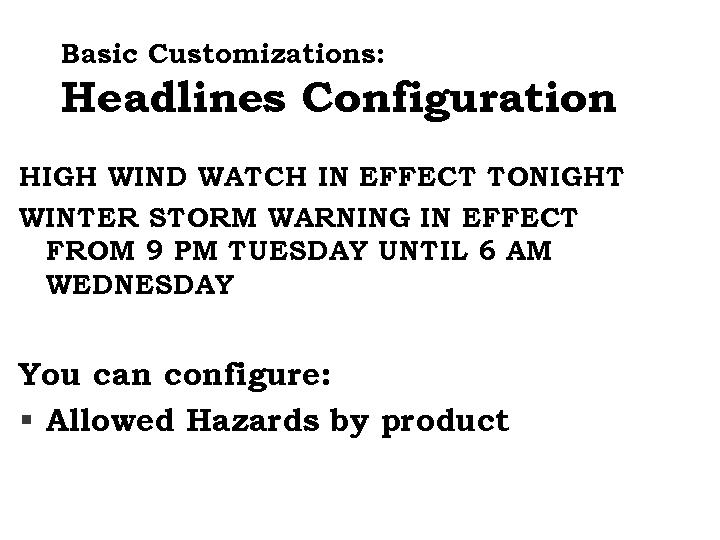 Basic Customizations:
Headlines Configuration
HIGH WIND WATCH IN EFFECT TONIGHT
WINTER STORM WARNING IN EFFECT
FROM 9 PM TUESDAY UNTIL 6 AM
WEDNESDAY
You can configure:
▪ Allowed Hazards by product